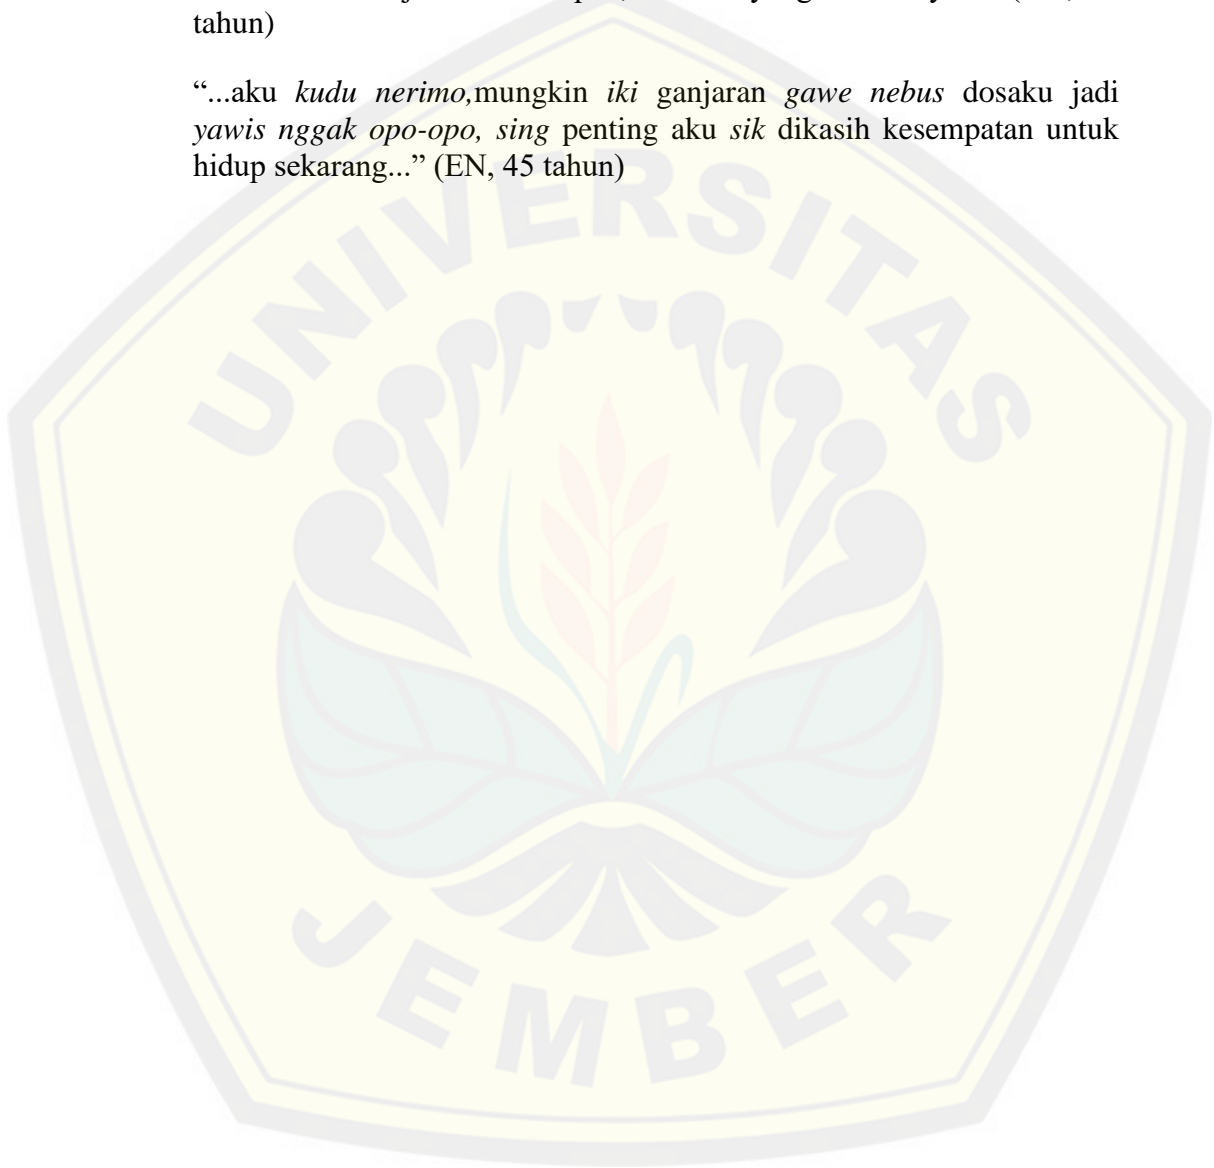 tahun)
“...aku kudu nerimo,mungkin iki ganjaran gawe nebus dosaku jadi
yawis nggak opo-opo, sing penting aku sik dikasih kesempatan untuk
hidup sekarang...” (EN, 45 tahun)
UNIVERSITAS
JEMBER